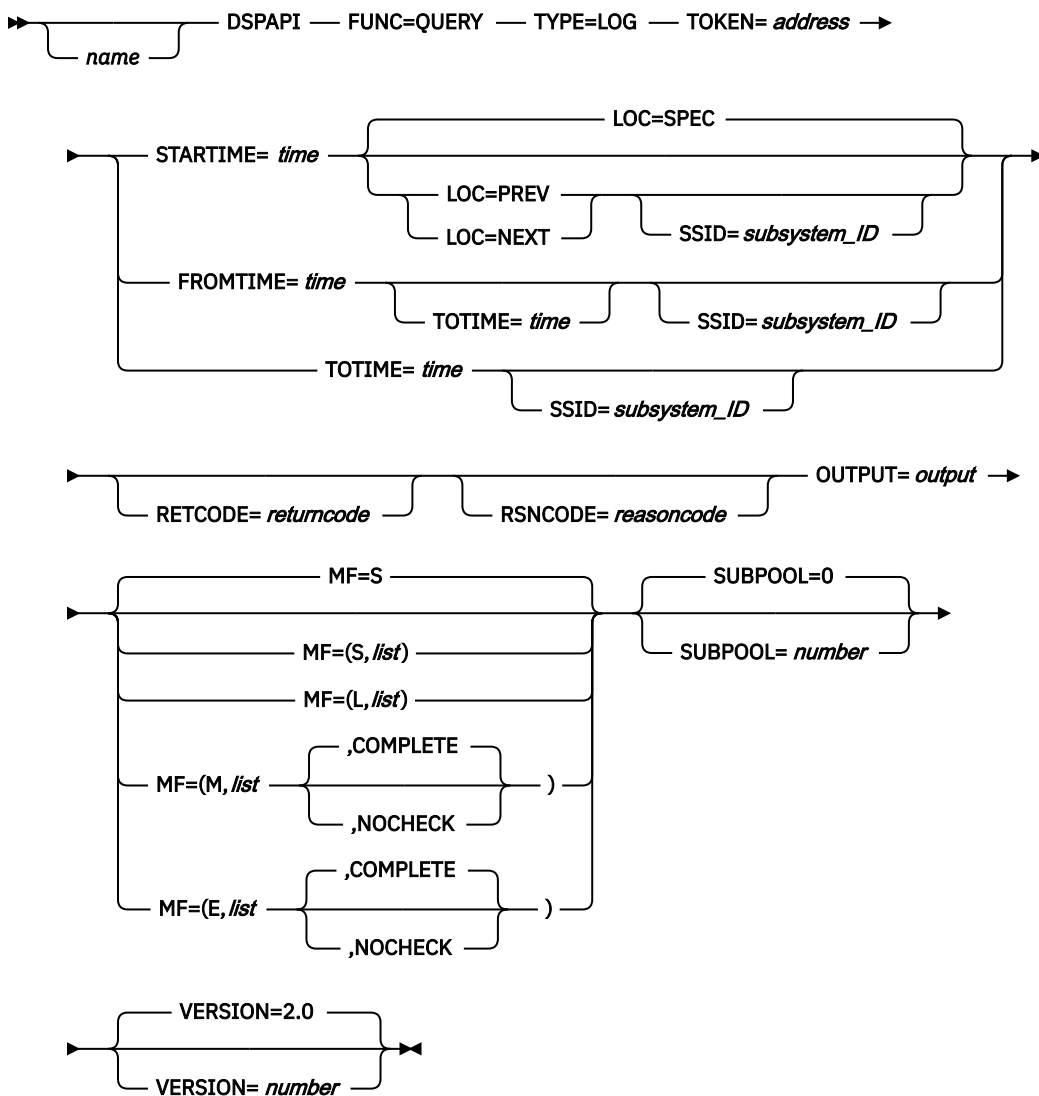 DSPAPI FUNC=QUERY TYPE=LOG TOKEN= address
name
LOC=SPEC
STARTIME= time
LOC=PREV
LOC=NEXT SSID= subsystem_ID
FROMTIME= time
TOTIME= time SSID= subsystem_ID
TOTIME= time
SSID= subsystem_ID
OUTPUT= output
RETCODE= returncode RSNCODE= reasoncode
MF=S SUBPOOL=0
MF=(S,list) SUBPOOL= number
MF=(L,list)
,COMPLETE
MF=(M,list )
,NOCHECK
,COMPLETE
MF=(E,list )
,NOCHECK
VERSION=2.0
VERSION= number